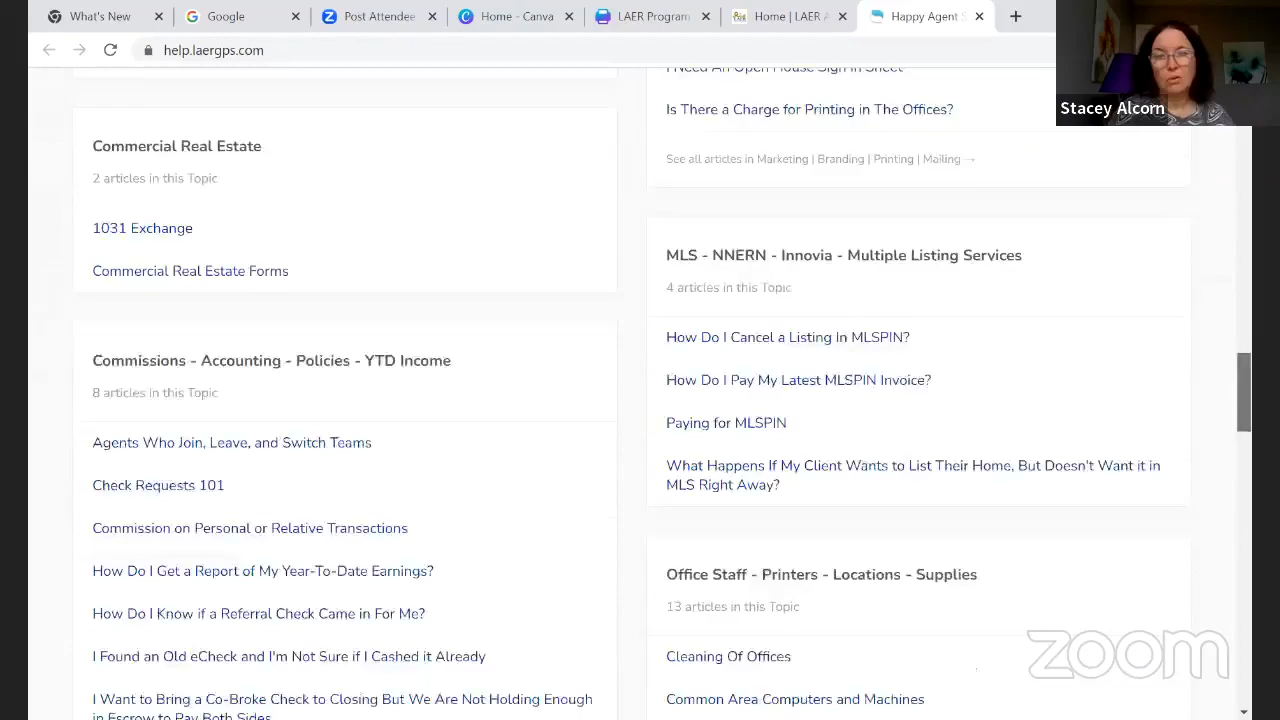 What's New
Google
Post Attendee
Home - Canva
LAER Program
Home | LAER A
Happy Agent S
help.laergps.com
Stacey Alcorn
Commercial Real Estate
2 articles in this Topic
1031 Exchange
Commercial Real Estate Forms
Commissions - Accounting - Policies - YTD Income
8 articles in this Topic
Agents Who Join, Leave, and Switch Teams
Check Requests 101
Commission on Personal or Relative Transactions
How Do I Get a Report of My Year-To-Date Earnings?
How Do I Know if a Referral Check Came in For Me?
I Found an Old eCheck and I'm Not Sure if I Cashed it Already
I Want to Bring a Co-Broke Check to Closing But We Are Not Holding Enough
in Escrow to Pay Both Sides
I Need An Open House Sign In Sheet
Is There a Charge for Printing in The Offices?
See all articles in Marketing | Branding | Printing | Mailing →
MLS - NNERN - Innovia - Multiple Listing Services
4 articles in this Topic
How Do I Cancel a Listing In MLSPIN?
How Do I Pay My Latest MLSPIN Invoice?
Paying for MLSPIN
What Happens If My Client Wants to List Their Home, But Doesn't Want it in
MLS Right Away?
Office Staff - Printers - Locations - Supplies
13 articles in this Topic
Cleaning Of Offices
Common Area Computers and Machines
zoom